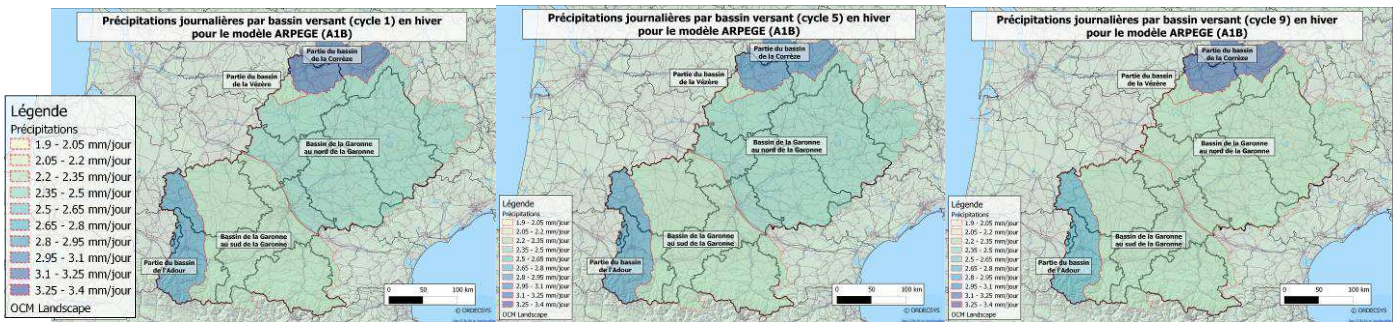 Précipitations journalières par bassin versant (cycle 1) en hiver
pour le modèle ARPEGE (A1B)
Partie du bassin
de la Corrèze
Partie du bassin
de la Vézère
Légende
Précipitations
1.9 - 2.05 mm/jour
2.05 - 2.2 mm/jour
2.2 - 2.35 mm/jour
2.35 - 2.5 mm/jour
2.5 - 2.65 mm/jour
2.65 - 2.8 mm/jour
2.8 - 2.95 mm/jour
2.95 - 3.1 mm/jour
3.1 - 3.25 mm/jour
3.25 - 3.4 mm/jour
OCM Landscape
Bassin de la Garonne
au nord de la Garonne
Bassin de la Garonne
au sud de la Garonne
Partie du bassin
de l'Adour
0 50 100 km
© ORDECSYS
Précipitations journalières par bassin versant (cycle 5) en hiver
pour le modèle ARPEGE (A1B)
Partie du bassin
de la Corrèze
Partie du bassin
de la Vézère
Bassin de la Garonne
au nord de la Garonne
Légende
Précipitations
1.9 - 2.05 mm/jour
2.05 - 2.2 mm/jour
2.2 - 2.35 mm/jour
2.35 - 2.5 mm/jour
2.5 - 2.65 mm/jour
2.65 - 2.8 mm/jour
2.8 - 2.95 mm/jour
2.95 - 3.1 mm/jour
3.1 - 3.25 mm/jour
3.25 - 3.4 mm/jour
OCM Landscape
Bassin de la Garonne
au sud de la Garonne
Partie du bassin
de l'Adour
0 50 100 km
© ORDECSYS
Précipitations journalières par bassin versant (cycle 9) en hiver
pour le modèle ARPEGE (A1B)
Partie du bassin
de la Corrèze
Partie du bassin
de la Vézère
Bassin de la Garonne
au nord de la Garonne
Légende
Précipitations
1.9 - 2.05 mm/jour
2.05 - 2.2 mm/jour
2.2 - 2.35 mm/jour
2.35 - 2.5 mm/jour
2.5 - 2.65 mm/jour
2.65 - 2.8 mm/jour
2.8 - 2.95 mm/jour
2.95 - 3.1 mm/jour
3.1 - 3.25 mm/jour
3.25 - 3.4 mm/jour
OCM Landscape
Bassin de la Garonne
au sud de la Garonne
Partie du bassin
de l'Adour
0 50 100 km
© ORDECSYS